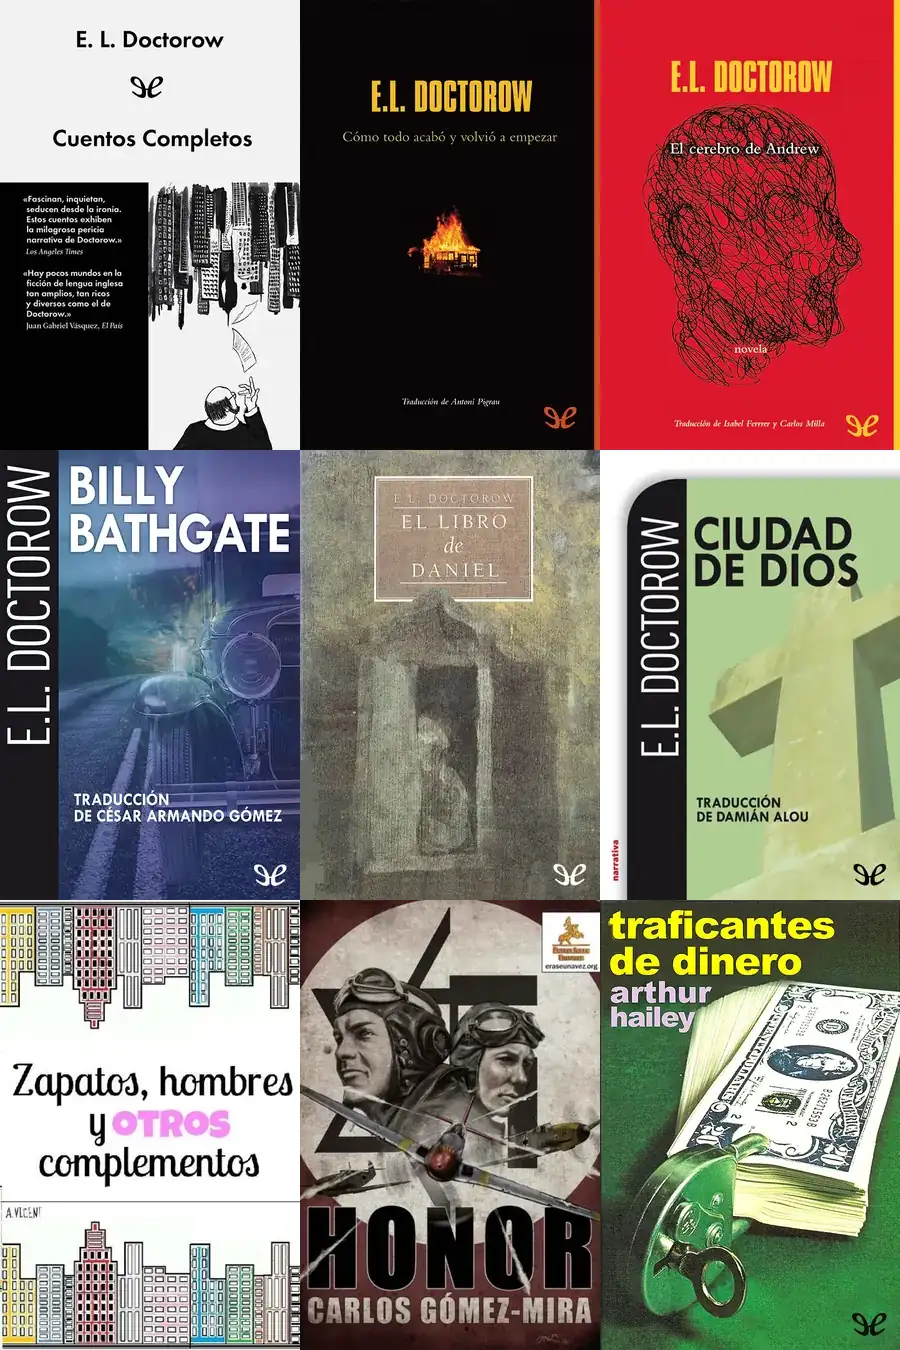 E. L. Doctorow
Cuentos Completos
«Fascinan, inquietan,
seducen desde la ironía.
Estos cuentos exhiben
la milagrosa pericia
narrativa de Doctorow.»
Los Angeles Times
«Hay pocos mundos en la
ficción de lengua inglesa
tan amplios, tan ricos
y diversos como el de
Doctorow.»
Juan Gabriel Vásquez, El País
E.L. DOCTOROW
Cómo todo acabó y volvió a empezar
Traducción de Antoni Pigrau
E.L. DOCTOROW
El cerebro de Andrew
novela
Traducción de Isabel Ferrer y Carlos Milla
E.L. DOCTOROW
BILLY
BATHGATE
TRADUCCIÓN
DE CÉSAR ARMANDO GÓMEZ
E. L. DOCTOROW
EL LIBRO
de
DANIEL
E.L. DOCTOROW
CIUDAD
DE DIOS
TRADUCCIÓN
DE DAMIÁN ALOU
narrativa
Zapatos, hombres
y OTROS
complementos
A.VICENT
eraseunavez.org
HONOR
CARLOS GÓMEZ-MIRA
traficantes
de dinero
arthur
hailey